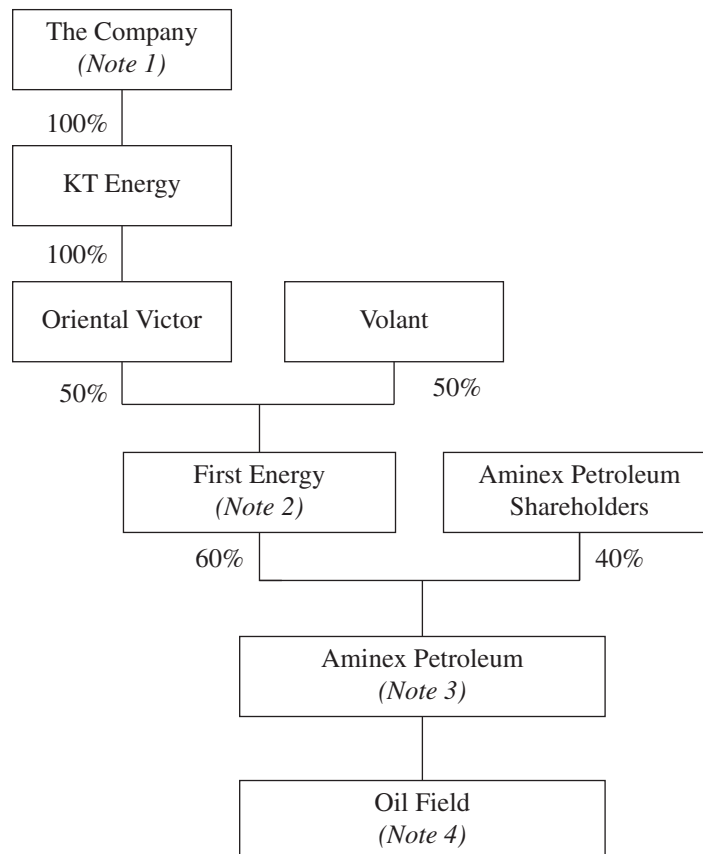 The Company
(Note 1)
100%
KT Energy
100%
Oriental Victor
Volant
50%
50%
First Energy
(Note 2)
Aminex Petroleum
Shareholders
60%
40%
Aminex Petroleum
(Note 3)
Oil Field
(Note 4)